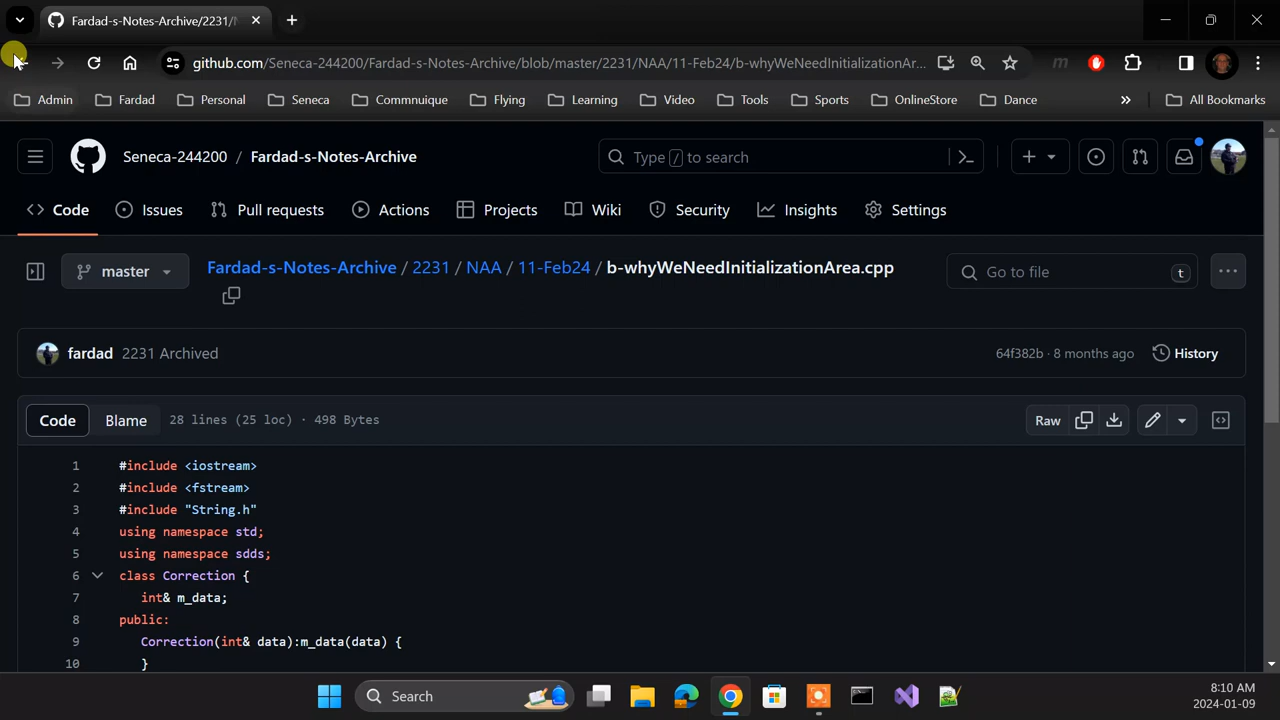 Fardad-s-Notes-Archive/2231/N
github.com/Seneca-244200/Fardad-s-Notes-Archive/blob/master/2231/NAA/11-Feb24/b-whyWeNeedInitializationAr...
Admin Fardad Personal Seneca Commnuique Flying Learning Video Tools Sports OnlineStore Dance » All Bookmarks
Seneca-244200 / Fardad-s-Notes-Archive Type / to search
Code Issues Pull requests Actions Projects Wiki Security Insights Settings
master Fardad-s-Notes-Archive / 2231 / NAA / 11-Feb24 / b-whyWeNeedInitializationArea.cpp Go to file t
fardad 2231 Archived 64f382b · 8 months ago History
Code Blame 28 lines (25 loc) · 498 Bytes Raw
1 #include <iostream>
2 #include <fstream>
3 #include "String.h"
4 using namespace std;
5 using namespace sdds;
6 class Correction {
7 int& m_data;
8 public:
9 Correction(int& data):m_data(data) {
10 }
Search 8:10 AM
2024-01-09